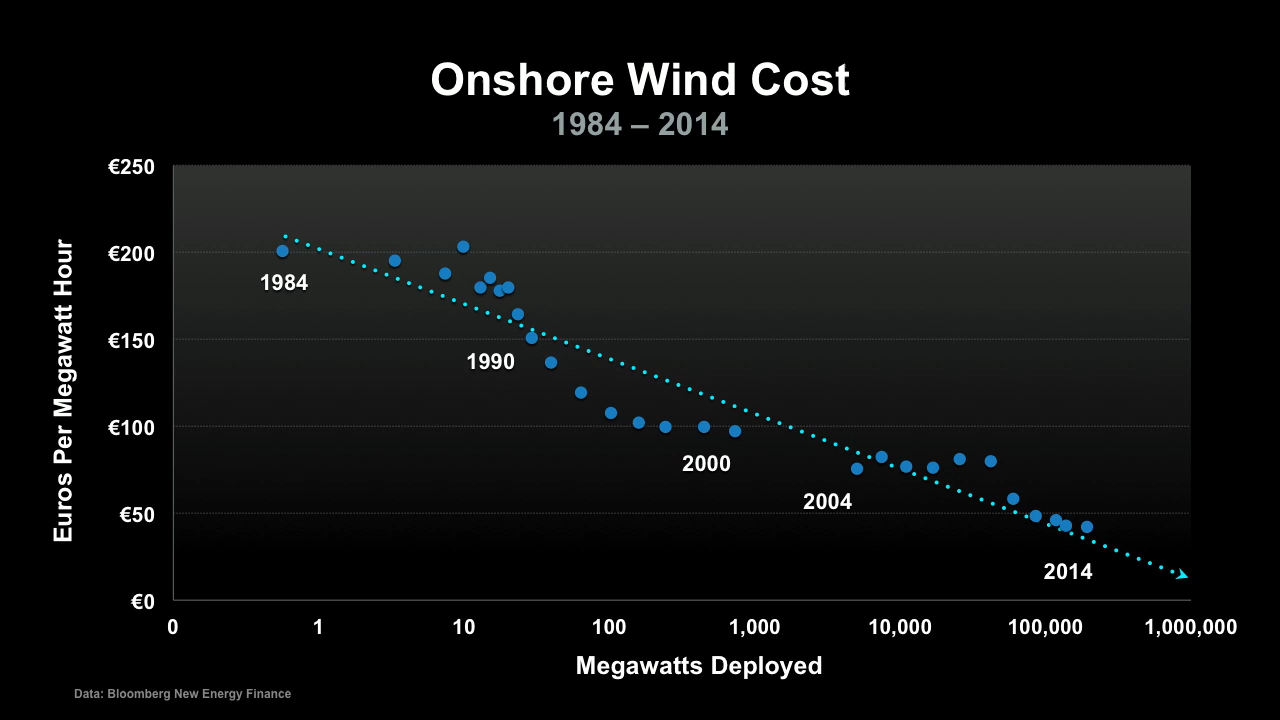 Onshore Wind Cost
1984 – 2014
€250
€200
€150
€100
€50
€0
Euros Per Megawatt Hour
1984
1990
2000
2004
2014
0 1 10 100 1,000 10,000 100,000 1,000,000
Megawatts Deployed
Data: Bloomberg New Energy Finance